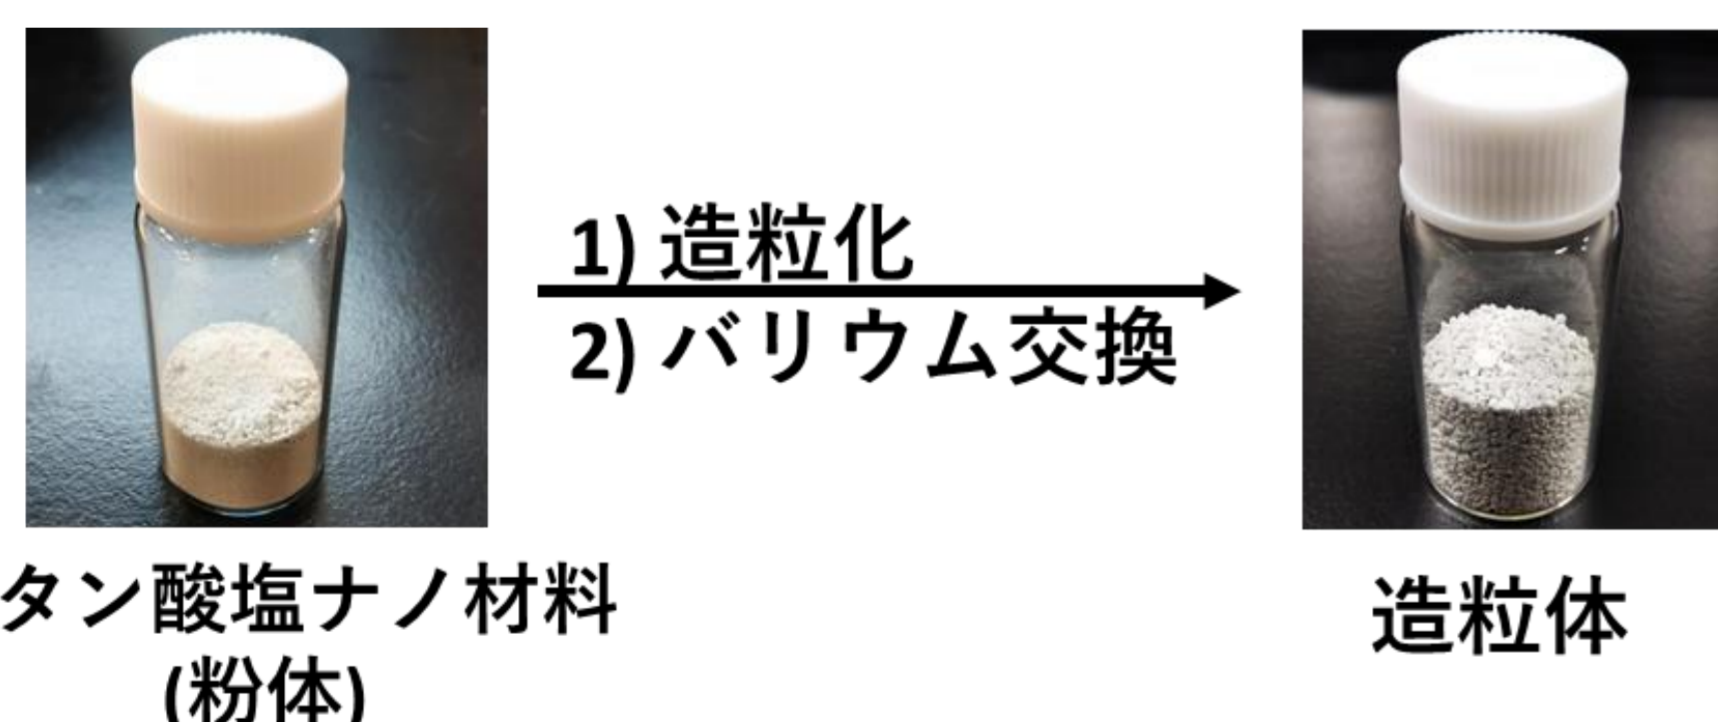 1) 造粒化
2) バリウム交換
タン酸塩ナノ材料
(粉体)
造粒体